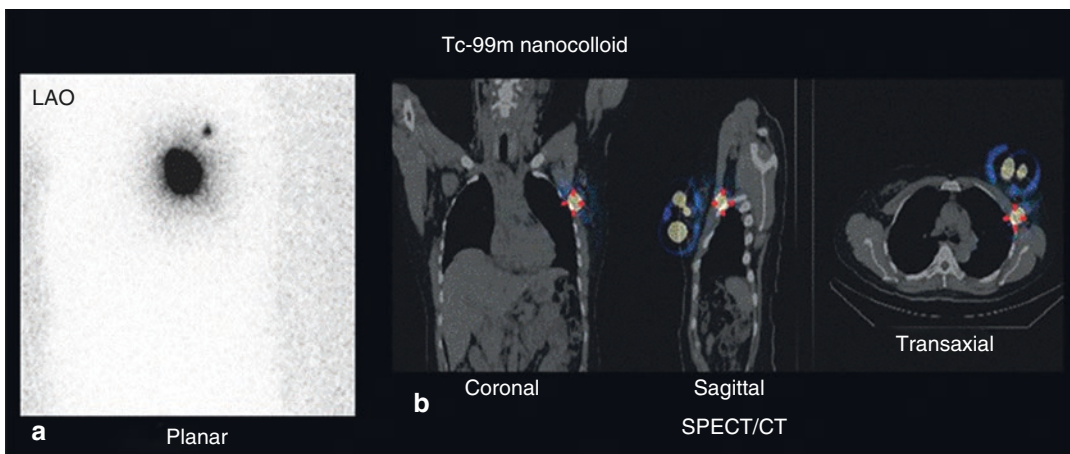 Tc-99m nanocolloid
LAO
Transaxial
Coronal
Sagittal
b
SPECT/CT
a
Planar